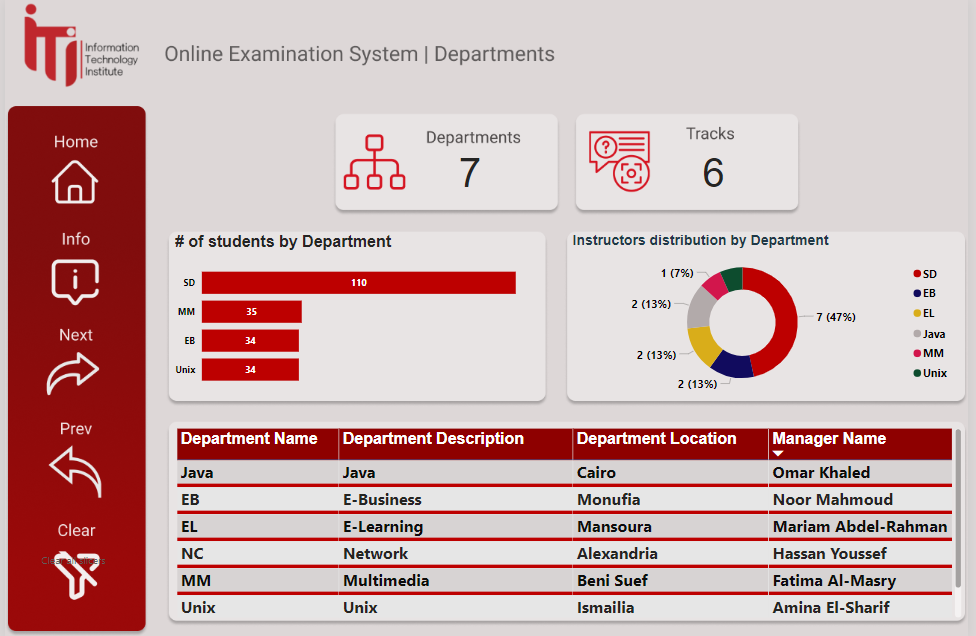 iTi
Information
Technology
Institute
Online Examination System | Departments
Home
Info
Next
Prev
Clear
Departments
7
Tracks
6
# of students by Department
SD 110
MM 35
EB 34
Unix 34
Instructors distribution by Department
1 (7%)
2 (13%)
2 (13%)
2 (13%)
7 (47%)
SD
EB
EL
Java
MM
Unix
Department Name Department Description Department Location Manager Name
Java Java Cairo Omar Khaled
EB E-Business Monufia Noor Mahmoud
EL E-Learning Mansoura Mariam Abdel-Rahman
NC Network Alexandria Hassan Youssef
MM Multimedia Beni Suef Fatima Al-Masry
Unix Unix Ismailia Amina El-Sharif